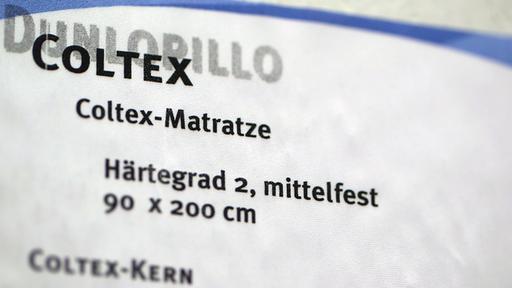 DUNLOPILLO
COLTEX
Coltex-Matratze
Härtegrad 2, mittelfest
90 x 200 cm
COLTEX-KERN